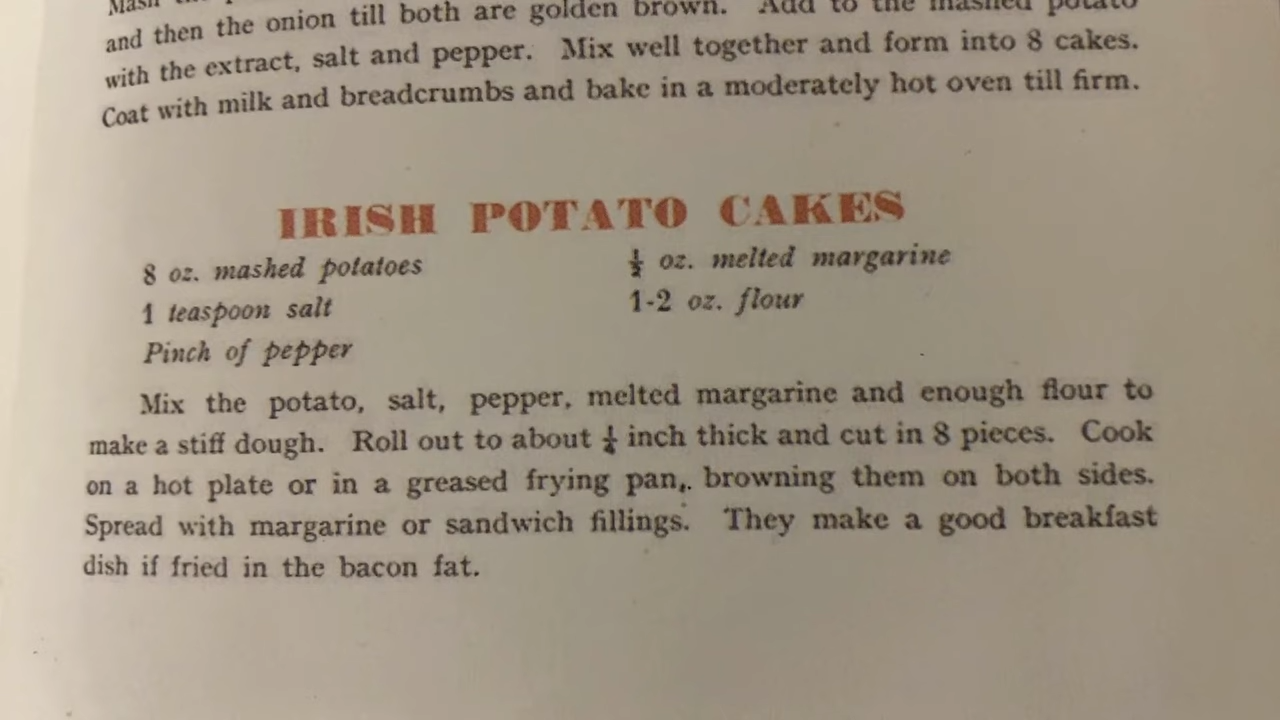 Mash the
and then the onion till both are golden brown. Add to the mashed potato
with the extract, salt and pepper. Mix well together and form into 8 cakes.
Coat with milk and breadcrumbs and bake in a moderately hot oven till firm.
IRISH POTATO CAKES
8 oz. mashed potatoes
1 teaspoon salt
Pinch of pepper
½ oz. melted margarine
1-2 oz. flour
Mix the potato, salt, pepper, melted margarine and enough flour to
make a stiff dough. Roll out to about ¼ inch thick and cut in 8 pieces. Cook
on a hot plate or in a greased frying pan, browning them on both sides.
Spread with margarine or sandwich fillings. They make a good breakfast
dish if fried in the bacon fat.